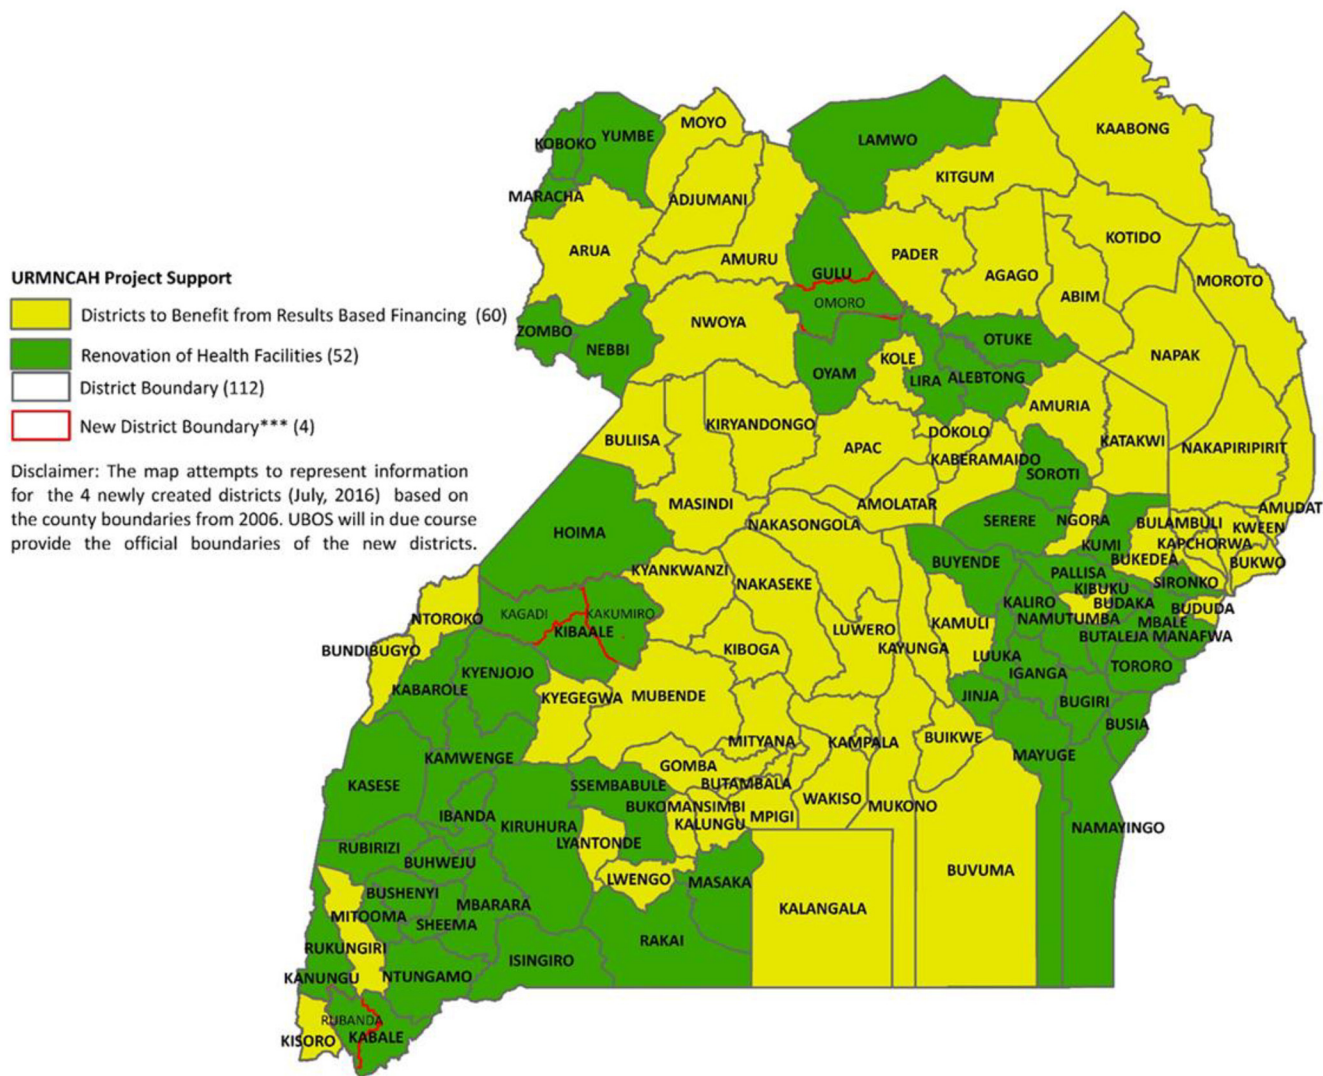 URMNCAH Project Support
Districts to Benefit from Results Based Financing (60)
Renovation of Health Facilities (52)
District Boundary (112)
New District Boundary*** (4)
Disclaimer: The map attempts to represent information
for the 4 newly created districts (July, 2016) based on
the county boundaries from 2006. UBOS will in due course
provide the official boundaries of the new districts.
KOBOKO
YUMBE
MOYO
LAMWO
KAABONG
MARACHA
ADJUMANI
KITGUM
ARUA
AMURU
GULU
PADER
AGAGO
KOTIDO
MOROTO
ABIM
OMORO
ZOMBO
NEBBI
NWOYA
OTUKE
NAPAK
OYAM
KOLE
LIRA
ALEBTONG
AMURIA
BULIISA
KIRYANDONGO
APAC
DOKOLO
KABERAMAIDO
KATAKWI
NAKAPIRIPIRIT
SOROTI
MASINDI
AMOLATAR
AMUDAT
HOIMA
NAKASONGOLA
SERERE
NGORA
BULAMBULI
KWEEN
KUMI
KAPCHORWA
BUKEDEA
BUKWO
BUYENDE
KYANKWANZI
NAKASEKE
PALLISA
KIBUKU
SIRONKO
KALIRO
BUDAKA
BUDUDA
NTOROKO
KAGADI
KAKUMIRO
KIBAALE
LUWERO
KAMULI
NAMUTUMBA
MBALE
BUTALEJA
MANAFWA
BUNDIBUGYO
KIBOGA
KAYUNGA
LUUKA
TORORO
KYENJOJO
IGANGA
KABAROLE
KYEGEGWA
MUBENDE
JINJA
BUGIRI
BUSIA
MITYANA
KAMPALA
BUIKWE
MAYUGE
KAMWENGE
GOMBA
KASESE
SSEMBABULE
BUTAMBALA
WAKISO
MUKONO
BUKOMANSIMBI
MPIGI
IBANDA
KIRUHURA
KALUNGU
NAMAYINGO
LYANTONDE
RUBIRIZI
BUHWEJU
LWENGO
MASAKA
BUVUMA
BUSHENYI
MBARARA
KALANGALA
MITOOMA
SHEEMA
RAKAI
RUKUNGIRI
ISINGIRO
KANUNGU
NTUNGAMO
RUBANDA
KISORO
KABALE